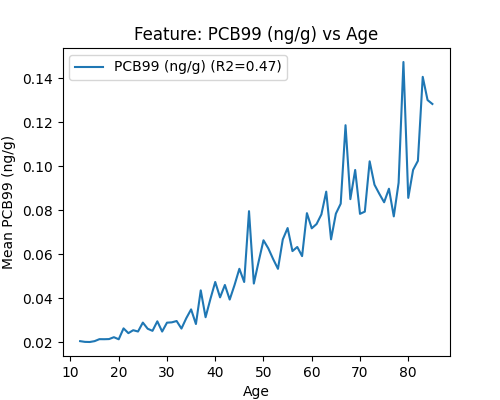 Feature: PCB99 (ng/g) vs Age
PCB99 (ng/g) (R2=0.47)
Mean PCB99 (ng/g)
0.14
0.12
0.10
0.08
0.06
0.04
0.02
10 20 30 40 50 60 70 80
Age